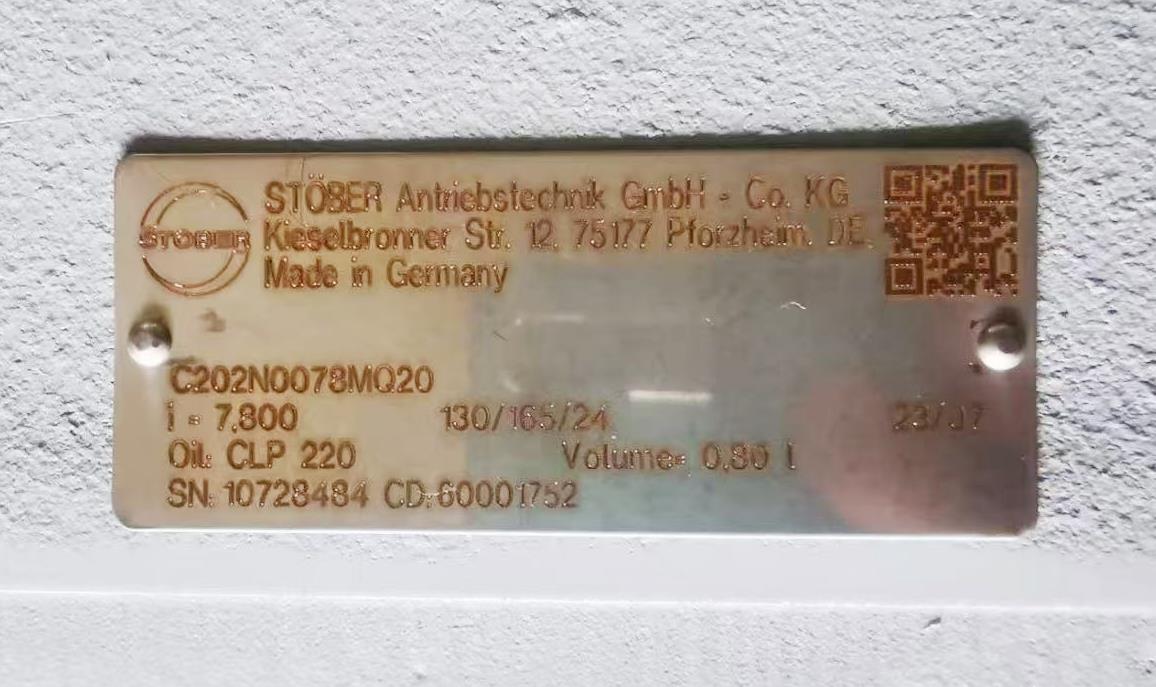 STÖBER
STÖBER Antriebstechnik GmbH - Co. KG
Kieselbronner Str. 12, 75177 Pforzheim, DE.
Made in Germany
C202N0078MQ20
i = 7,800
130/165/24
23/07
Oil: CLP 220
Volume= 0,80 l
SN: 10728484 CD: 60001752